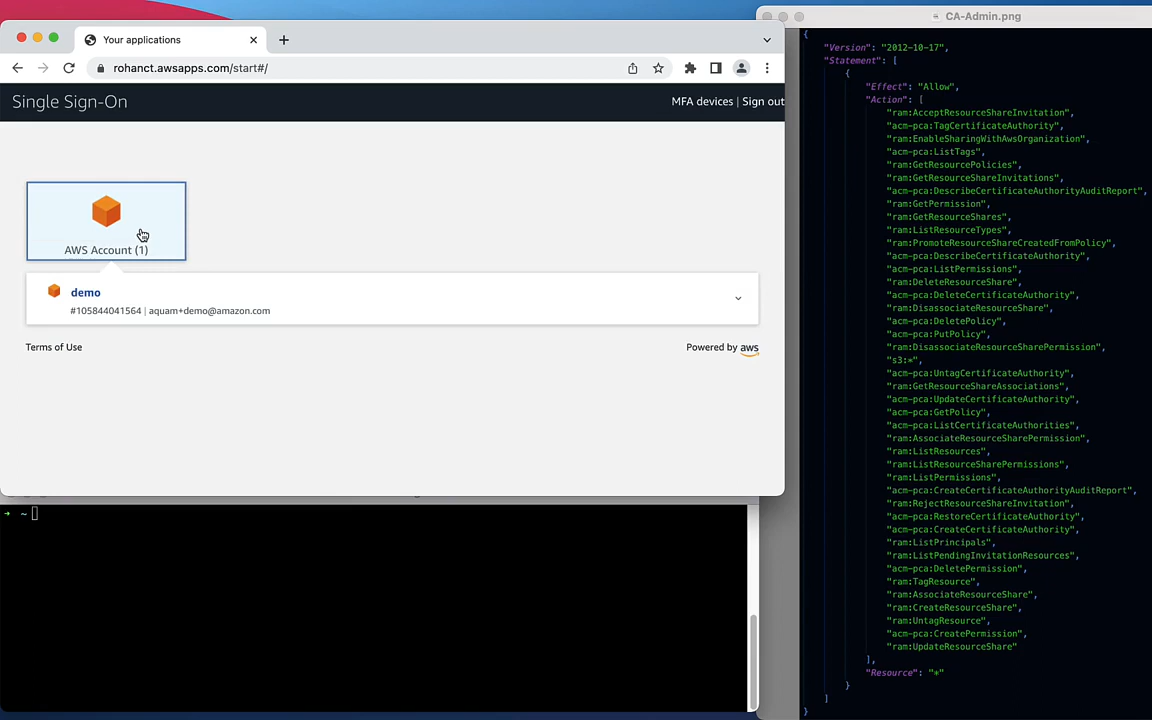 Your applications
rohanct.awsapps.com/start#/
Single Sign-On
MFA devices | Sign out
AWS Account (1)
demo
#105844041564 | aquam+demo@amazon.com
Terms of Use
Powered by aws
→ ~
CA-Admin.png
{
"Version": "2012-10-17",
"Statement": [
{
"Effect": "Allow",
"Action": [
"ram:AcceptResourceShareInvitation",
"acm-pca:TagCertificateAuthority",
"ram:EnableSharingWithAwsOrganization",
"acm-pca:ListTags",
"ram:GetResourcePolicies",
"ram:GetResourceShareInvitations",
"acm-pca:DescribeCertificateAuthorityAuditReport",
"ram:GetPermission",
"ram:GetResourceShares",
"ram:ListResourceTypes",
"ram:PromoteResourceShareCreatedFromPolicy",
"acm-pca:DescribeCertificateAuthority",
"acm-pca:ListPermissions",
"ram:DeleteResourceShare",
"acm-pca:DeleteCertificateAuthority",
"ram:DisassociateResourceShare",
"acm-pca:DeletePolicy",
"acm-pca:PutPolicy",
"ram:DisassociateResourceSharePermission",
"s3:*",
"acm-pca:UntagCertificateAuthority",
"ram:GetResourceShareAssociations",
"acm-pca:UpdateCertificateAuthority",
"acm-pca:GetPolicy",
"acm-pca:ListCertificateAuthorities",
"ram:AssociateResourceSharePermission",
"ram:ListResources",
"ram:ListResourceSharePermissions",
"ram:ListPermissions",
"acm-pca:CreateCertificateAuthorityAuditReport",
"ram:RejectResourceShareInvitation",
"acm-pca:RestoreCertificateAuthority",
"acm-pca:CreateCertificateAuthority",
"ram:ListPrincipals",
"ram:ListPendingInvitationResources",
"acm-pca:DeletePermission",
"ram:TagResource",
"ram:AssociateResourceShare",
"ram:CreateResourceShare",
"ram:UntagResource",
"acm-pca:CreatePermission",
"ram:UpdateResourceShare"
],
"Resource": "*"
}
]
}